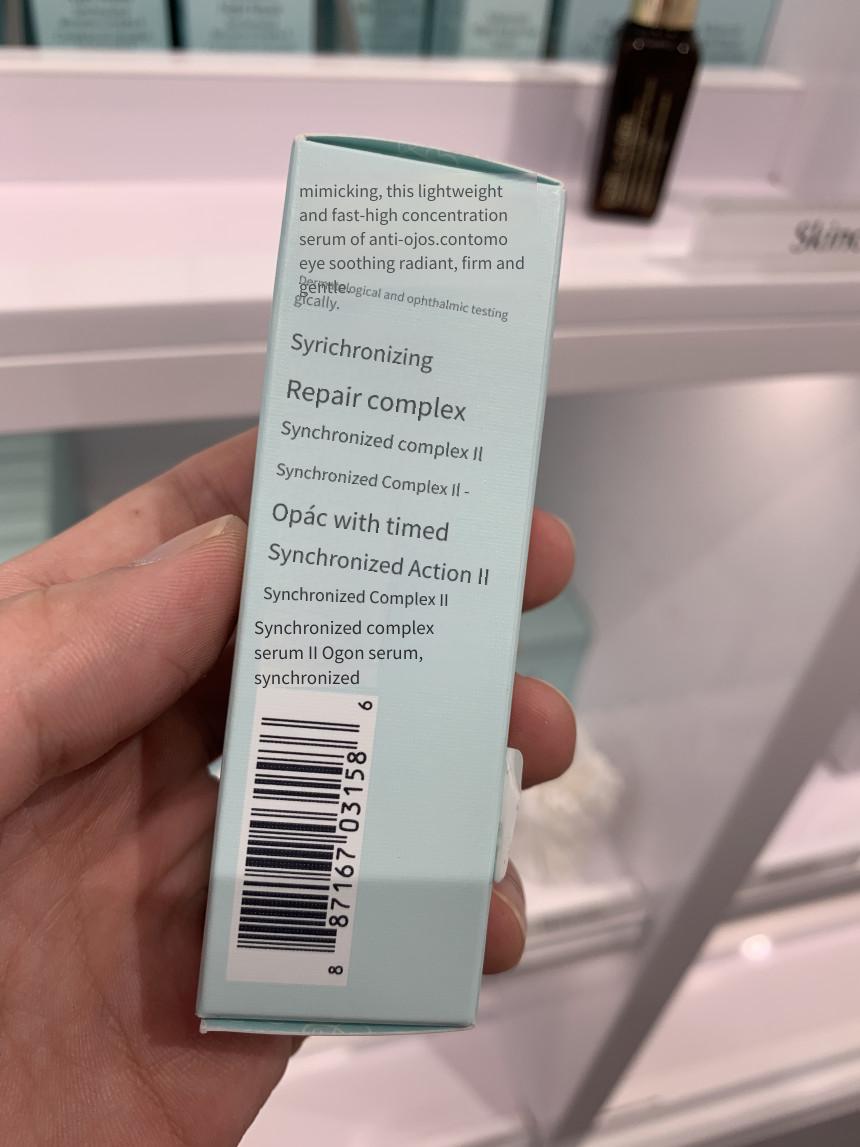 mimicking, this lightweight
and fast-high concentration
serum of anti-ojos.contomo
eye soothing radiant, firm and
gentle.
Dermatological and ophthalmic testing
gically.
Syrichronizing
Repair complex
Synchronized complex Il
Synchronized Complex Il -
Opác with timed
Synchronized Action II
Synchronized Complex II
Synchronized complex
serum II Ogon serum,
synchronized
8 87167 03158 6